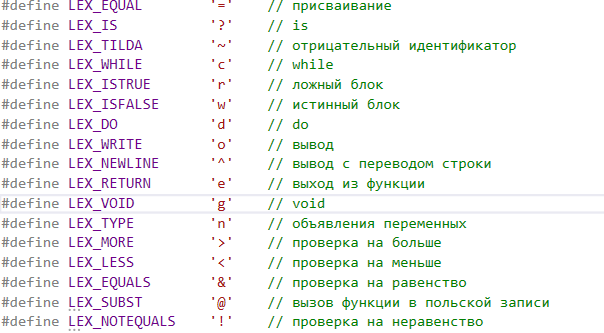 #define LEX_EQUAL '=' // присваивание
#define LEX_IS '?' // is
#define LEX_TILDA '~' // отрицательный идентификатор
#define LEX_WHILE 'c' // while
#define LEX_ISTRUE 'r' // ложный блок
#define LEX_ISFALSE 'w' // истинный блок
#define LEX_DO 'd' // do
#define LEX_WRITE 'o' // вывод
#define LEX_NEWLINE '^' // вывод с переводом строки
#define LEX_RETURN 'e' // выход из функции
#define LEX_VOID 'g' // void
#define LEX_TYPE 'n' // объявления переменных
#define LEX_MORE '>' // проверка на больше
#define LEX_LESS '<' // проверка на меньше
#define LEX_EQUALS '&' // проверка на равенство
#define LEX_SUBST '@' // вызов функции в польской записи
#define LEX_NOTEQUALS '!' // проверка на неравенство